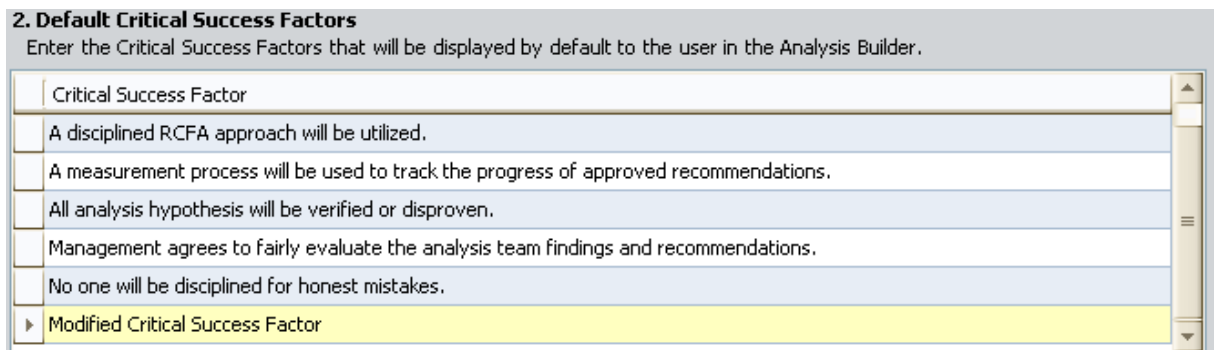 2. Default Critical Success Factors
Enter the Critical Success Factors that will be displayed by default to the user in the Analysis Builder.
Critical Success Factor
A disciplined RCFA approach will be utilized.
A measurement process will be used to track the progress of approved recommendations.
All analysis hypothesis will be verified or disproven.
Management agrees to fairly evaluate the analysis team findings and recommendations.
No one will be disciplined for honest mistakes.
Modified Critical Success Factor